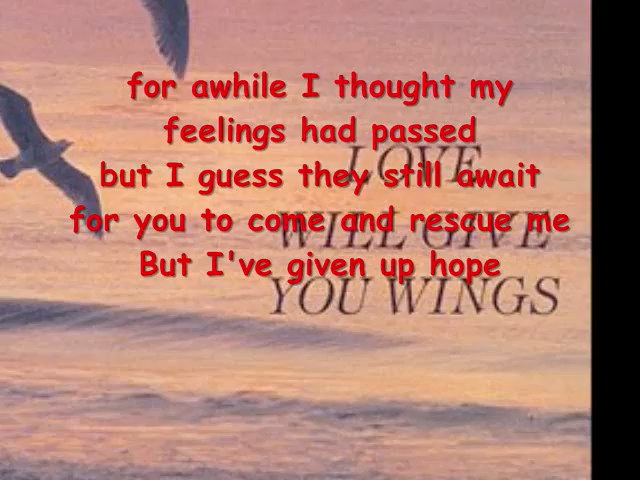 for awhile I thought my
feelings had passed
but I guess they still await
for you to come and rescue me
But I've given up hope
LOVE
WILL GIVE
YOU WINGS